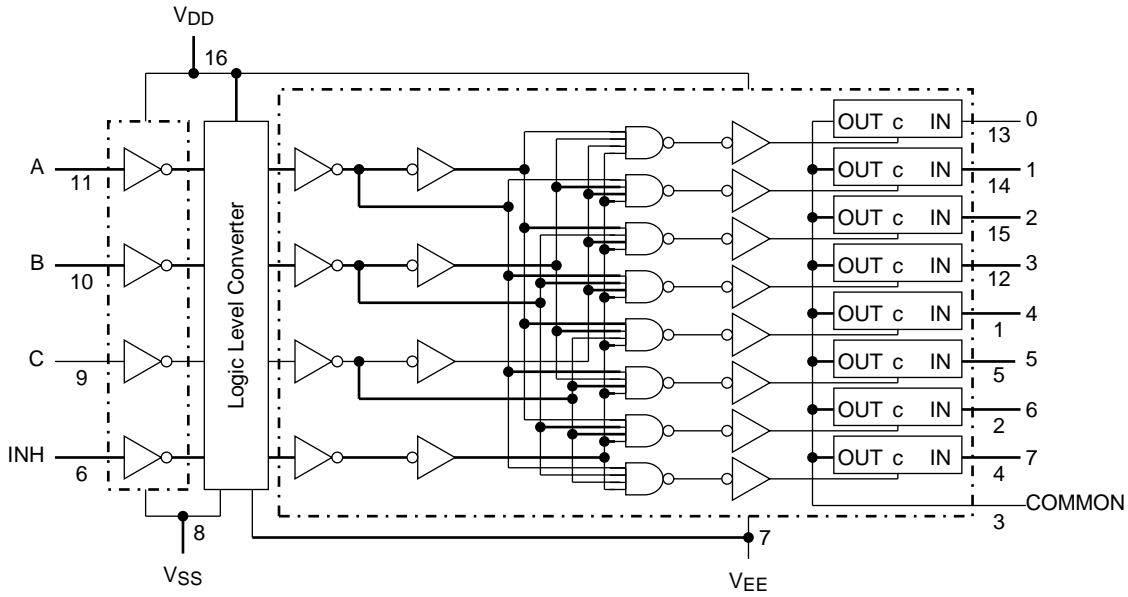 VDD
16
A
11
B
10
C
9
INH
6
Logic Level Converter
OUT c IN
0
13
OUT c IN
1
14
OUT c IN
2
15
OUT c IN
3
12
OUT c IN
4
1
OUT c IN
5
5
OUT c IN
6
2
OUT c IN
7
4
COMMON
3
8
VSS
7
VEE